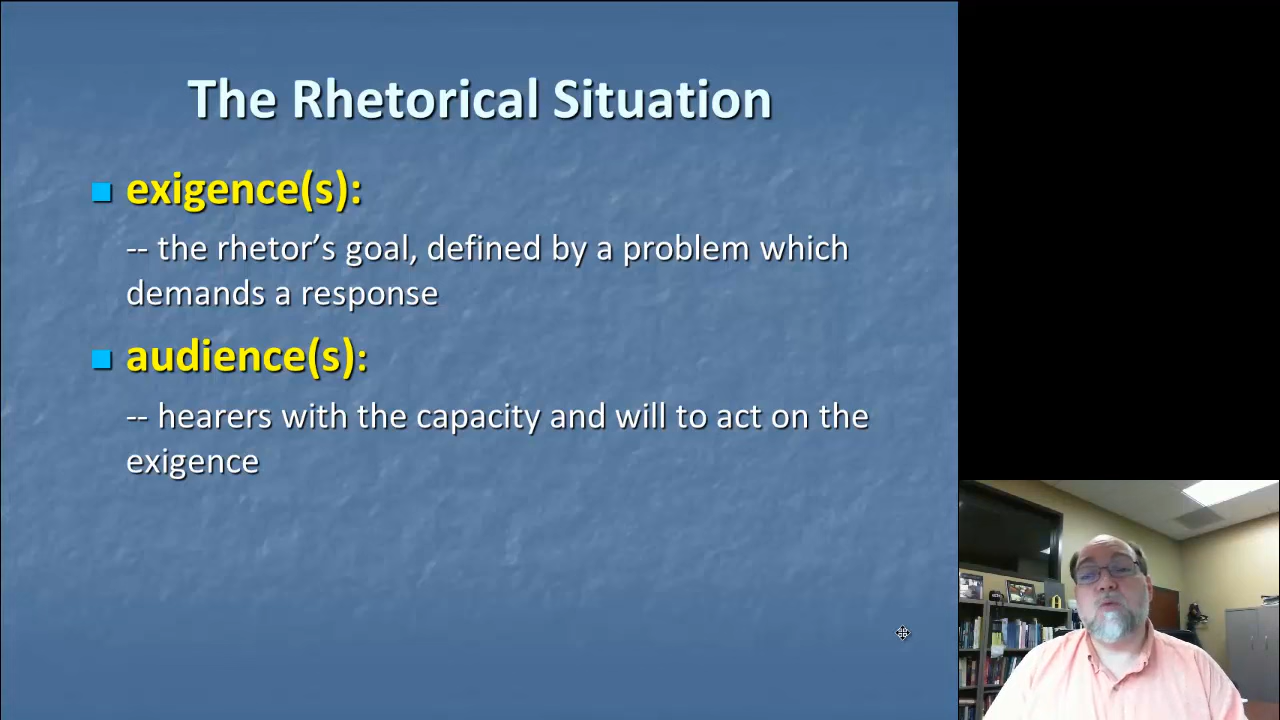 The Rhetorical Situation
exigence(s):
-- the rhetor’s goal, defined by a problem which
demands a response
audience(s):
-- hearers with the capacity and will to act on the
exigence